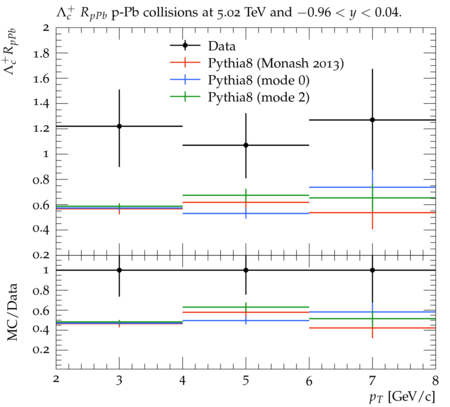 Λc+ RpPb p-Pb collisions at 5.02 TeV and −0.96 < y < 0.04.
Λc+ RpPb
2
1.8
1.6
1.4
1.2
1
0.8
0.6
0.4
0.2
Data
Pythia8 (Monash 2013)
Pythia8 (mode 0)
Pythia8 (mode 2)
MC/Data
1
0.8
0.6
0.4
0.2
2 3 4 5 6 7 8
pT [GeV/c]